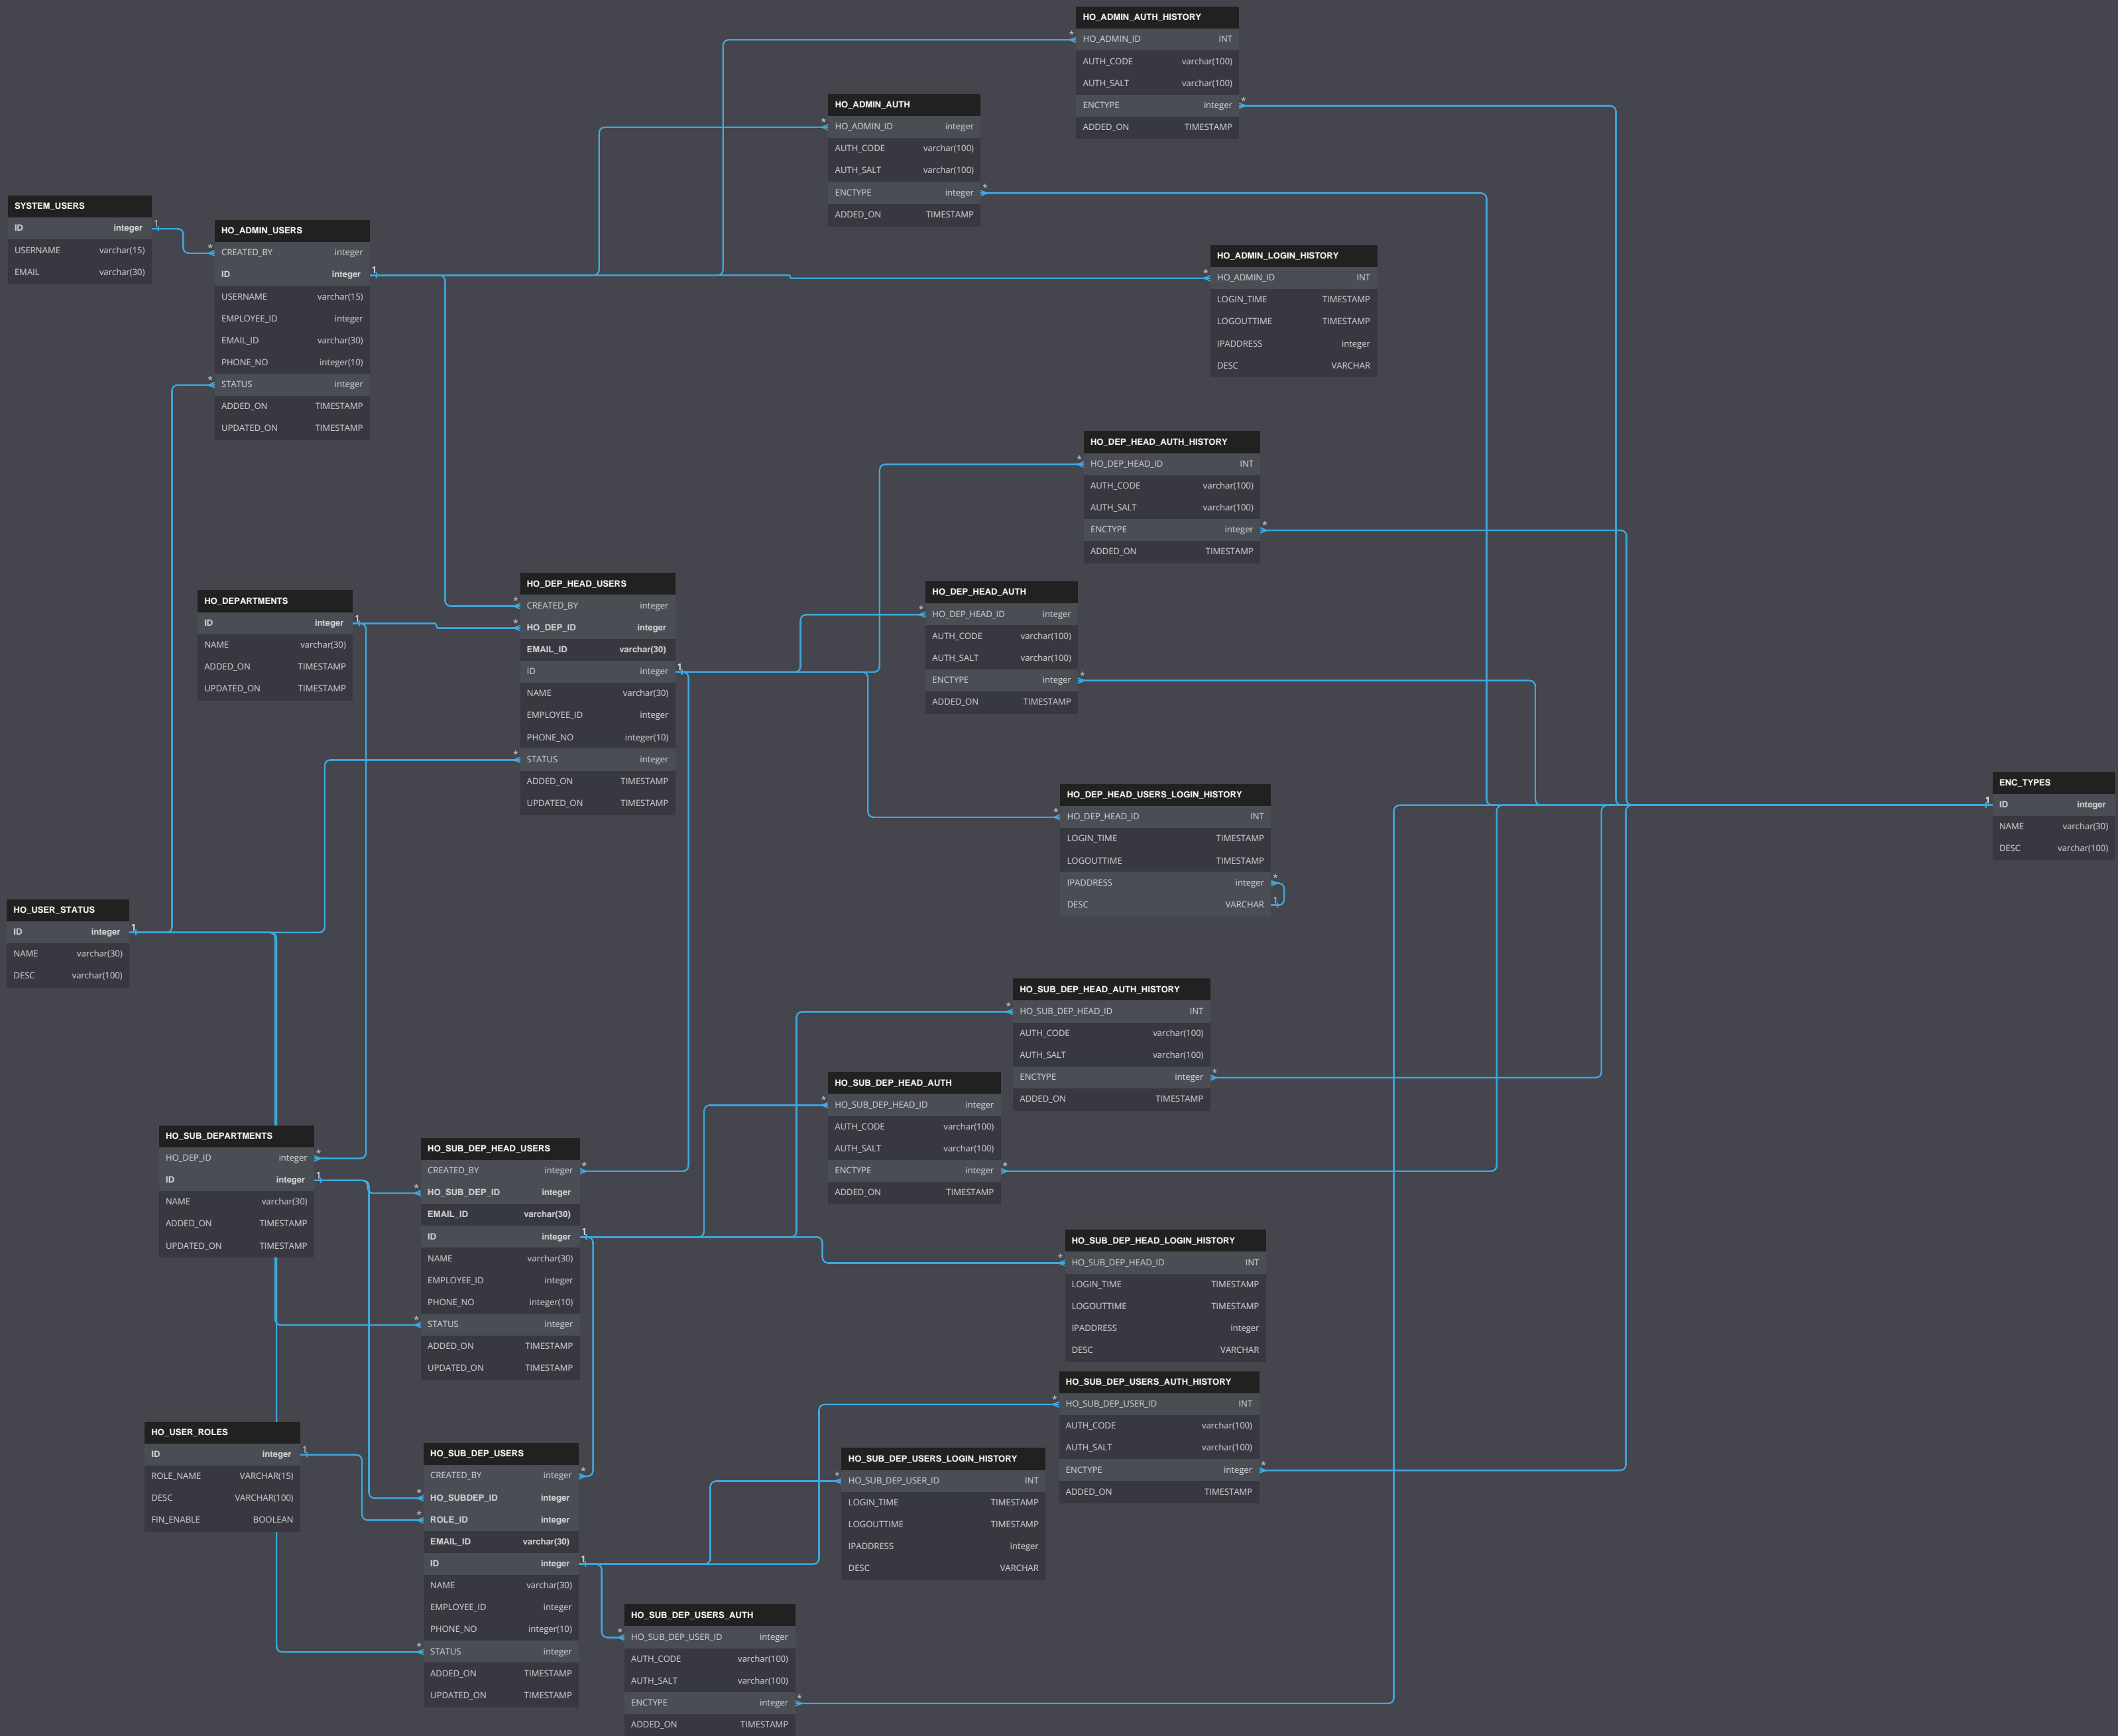 HO_ADMIN_AUTH_HISTORY
HO_ADMIN_ID INT
AUTH_CODE varchar(100)
AUTH_SALT varchar(100)
ENCTYPE integer
ADDED_ON TIMESTAMP
HO_ADMIN_AUTH
HO_ADMIN_ID integer
AUTH_CODE varchar(100)
AUTH_SALT varchar(100)
ENCTYPE integer
ADDED_ON TIMESTAMP
SYSTEM_USERS
ID integer
USERNAME varchar(15)
EMAIL varchar(30)
HO_ADMIN_USERS
CREATED_BY integer
ID integer
USERNAME varchar(15)
EMPLOYEE_ID integer
EMAIL_ID varchar(30)
PHONE_NO integer(10)
STATUS integer
ADDED_ON TIMESTAMP
UPDATED_ON TIMESTAMP
HO_ADMIN_LOGIN_HISTORY
HO_ADMIN_ID INT
LOGIN_TIME TIMESTAMP
LOGOUTTIME TIMESTAMP
IPADDRESS integer
DESC VARCHAR
HO_DEP_HEAD_AUTH_HISTORY
HO_DEP_HEAD_ID INT
AUTH_CODE varchar(100)
AUTH_SALT varchar(100)
ENCTYPE integer
ADDED_ON TIMESTAMP
HO_DEPARTMENTS
ID integer
NAME varchar(30)
ADDED_ON TIMESTAMP
UPDATED_ON TIMESTAMP
HO_DEP_HEAD_USERS
CREATED_BY integer
HO_DEP_ID integer
EMAIL_ID varchar(30)
ID integer
NAME varchar(30)
EMPLOYEE_ID integer
PHONE_NO integer(10)
STATUS integer
ADDED_ON TIMESTAMP
UPDATED_ON TIMESTAMP
HO_DEP_HEAD_AUTH
HO_DEP_HEAD_ID integer
AUTH_CODE varchar(100)
AUTH_SALT varchar(100)
ENCTYPE integer
ADDED_ON TIMESTAMP
HO_DEP_HEAD_USERS_LOGIN_HISTORY
HO_DEP_HEAD_ID INT
LOGIN_TIME TIMESTAMP
LOGOUTTIME TIMESTAMP
IPADDRESS integer
DESC VARCHAR
ENC_TYPES
ID integer
NAME varchar(30)
DESC varchar(100)
HO_USER_STATUS
ID integer
NAME varchar(30)
DESC varchar(100)
HO_SUB_DEP_HEAD_AUTH_HISTORY
HO_SUB_DEP_HEAD_ID INT
AUTH_CODE varchar(100)
AUTH_SALT varchar(100)
ENCTYPE integer
ADDED_ON TIMESTAMP
HO_SUB_DEP_HEAD_AUTH
HO_SUB_DEP_HEAD_ID integer
AUTH_CODE varchar(100)
AUTH_SALT varchar(100)
ENCTYPE integer
ADDED_ON TIMESTAMP
HO_SUB_DEPARTMENTS
HO_DEP_ID integer
ID integer
NAME varchar(30)
ADDED_ON TIMESTAMP
UPDATED_ON TIMESTAMP
HO_SUB_DEP_HEAD_USERS
CREATED_BY integer
HO_SUB_DEP_ID integer
EMAIL_ID varchar(30)
ID integer
NAME varchar(30)
EMPLOYEE_ID integer
PHONE_NO integer(10)
STATUS integer
ADDED_ON TIMESTAMP
UPDATED_ON TIMESTAMP
HO_SUB_DEP_HEAD_LOGIN_HISTORY
HO_SUB_DEP_HEAD_ID INT
LOGIN_TIME TIMESTAMP
LOGOUTTIME TIMESTAMP
IPADDRESS integer
DESC VARCHAR
HO_SUB_DEP_USERS_AUTH_HISTORY
HO_SUB_DEP_USER_ID INT
AUTH_CODE varchar(100)
AUTH_SALT varchar(100)
ENCTYPE integer
ADDED_ON TIMESTAMP
HO_USER_ROLES
ID integer
ROLE_NAME VARCHAR(15)
DESC VARCHAR(100)
FIN_ENABLE BOOLEAN
HO_SUB_DEP_USERS
CREATED_BY integer
HO_SUBDEP_ID integer
ROLE_ID integer
EMAIL_ID varchar(30)
ID integer
NAME varchar(30)
EMPLOYEE_ID integer
PHONE_NO integer(10)
STATUS integer
ADDED_ON TIMESTAMP
UPDATED_ON TIMESTAMP
HO_SUB_DEP_USERS_LOGIN_HISTORY
HO_SUB_DEP_USER_ID INT
LOGIN_TIME TIMESTAMP
LOGOUTTIME TIMESTAMP
IPADDRESS integer
DESC VARCHAR
HO_SUB_DEP_USERS_AUTH
HO_SUB_DEP_USER_ID integer
AUTH_CODE varchar(100)
AUTH_SALT varchar(100)
ENCTYPE integer
ADDED_ON TIMESTAMP